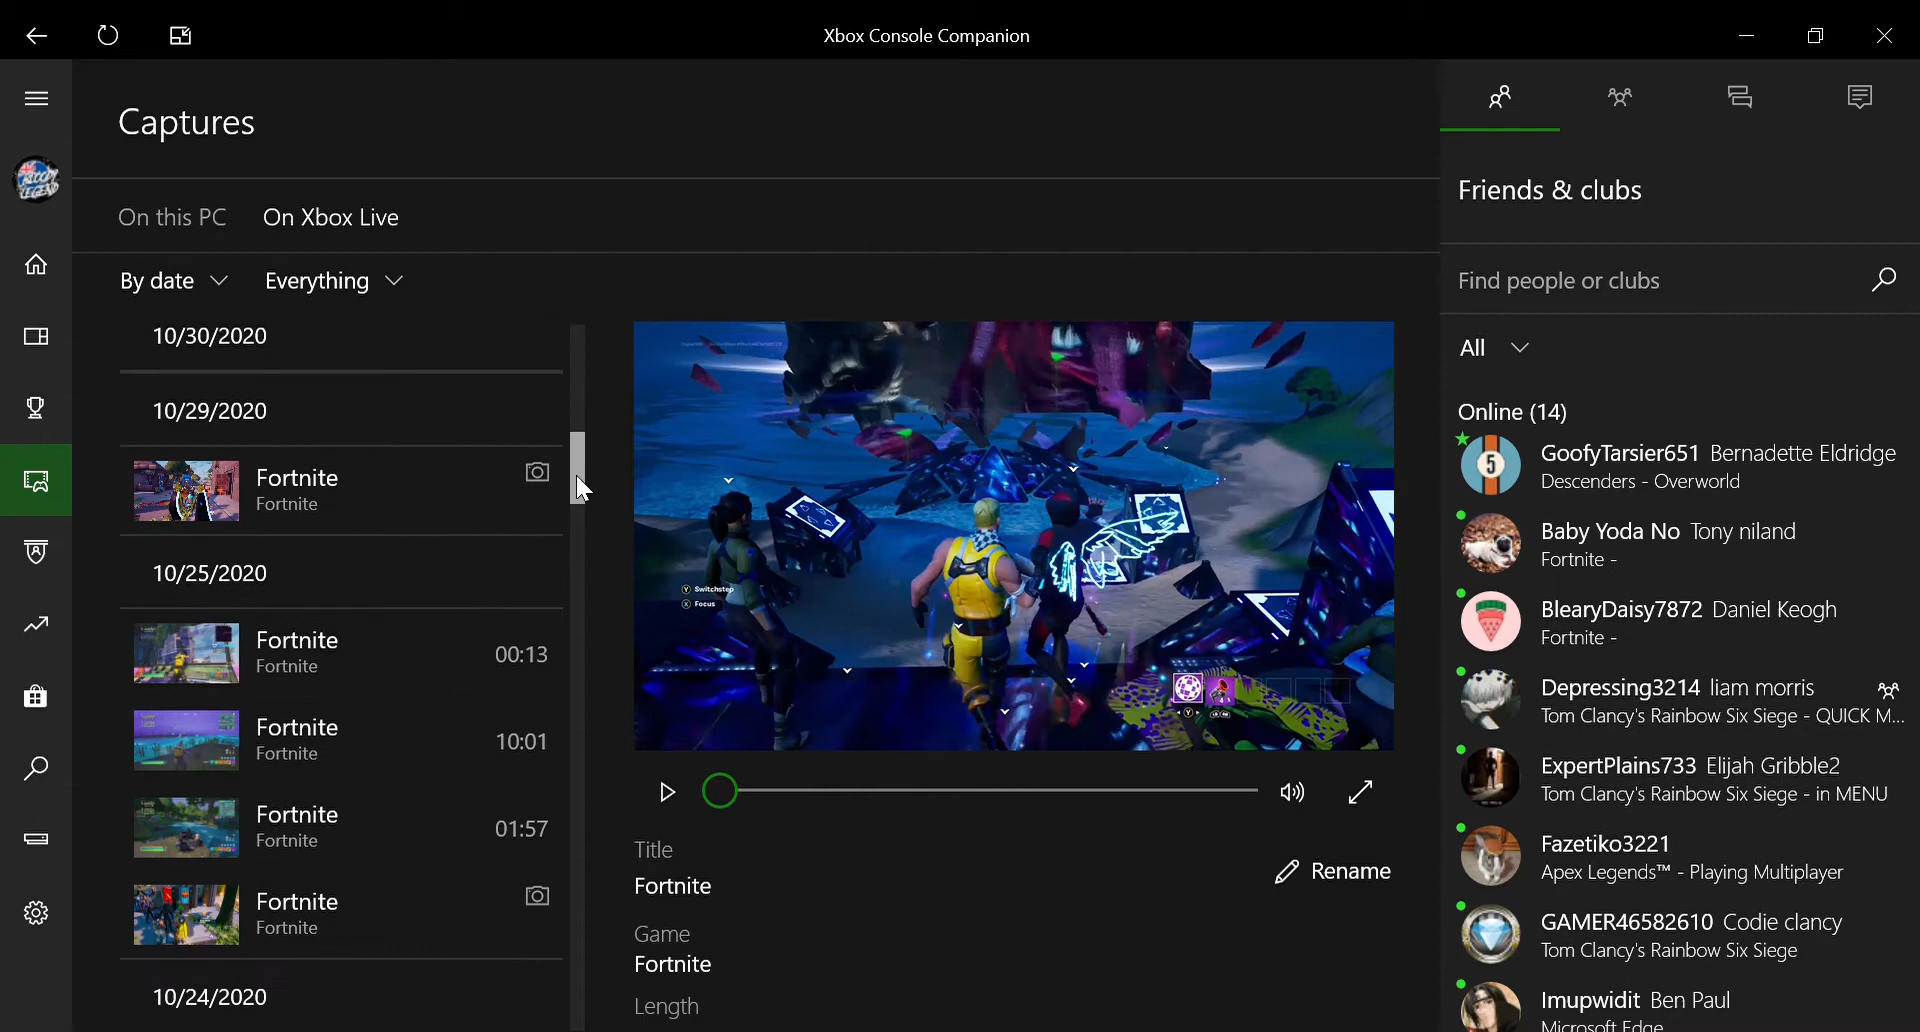 Xbox Console Companion
Captures
On this PC On Xbox Live
By date Everything
10/30/2020
10/29/2020
Fortnite
Fortnite
10/25/2020
Fortnite
Fortnite
00:13
Fortnite
Fortnite
10:01
Fortnite
Fortnite
01:57
Fortnite
Fortnite
10/24/2020
Y Switchstep
X Focus
Title
Fortnite
Rename
Game
Fortnite
Length
Friends & clubs
Find people or clubs
All
Online (14)
GoofyTarsier651 Bernadette Eldridge
Descenders - Overworld
Baby Yoda No Tony niland
Fortnite -
BlearyDaisy7872 Daniel Keogh
Fortnite -
Depressing3214 liam morris
Tom Clancy's Rainbow Six Siege - QUICK M...
ExpertPlains733 Elijah Gribble2
Tom Clancy's Rainbow Six Siege - in MENU
Fazetiko3221
Apex Legends™ - Playing Multiplayer
GAMER46582610 Codie clancy
Tom Clancy's Rainbow Six Siege
Imupwidit Ben Paul
Microsoft Edge
5
BLOODY
LEGEND